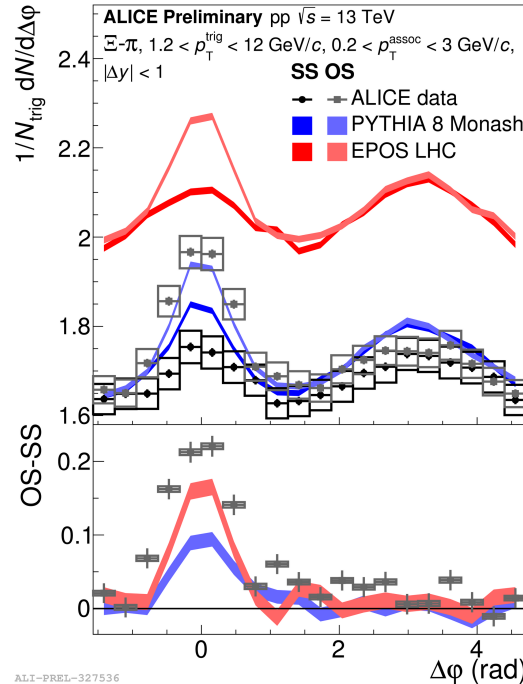 ALICE Preliminary pp √s = 13 TeV
Ξ-π, 1.2 < p_T^trig < 12 GeV/c, 0.2 < p_T^assoc < 3 GeV/c,
|Δy| < 1
SS OS
ALICE data
PYTHIA 8 Monash
EPOS LHC
1/N_trig dN/dΔφ
2.4
2.2
2
1.8
1.6
OS-SS
0.2
0.1
0
0 2 4
Δφ (rad)
ALI-PREL-327536